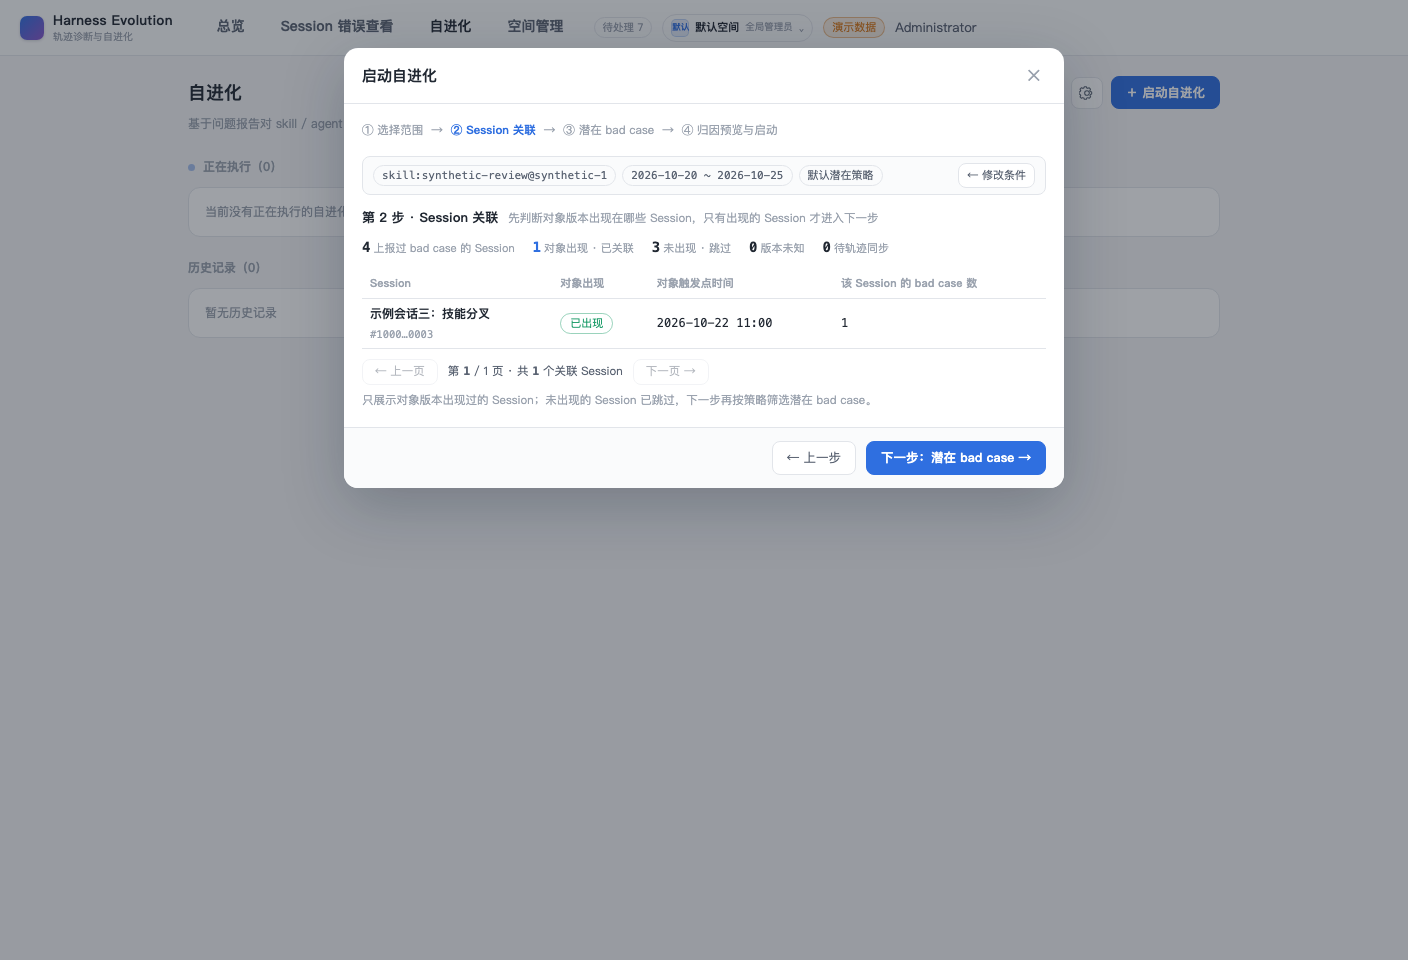 Harness Evolution
轨迹诊断与自进化
总览
Session 错误查看
自进化
空间管理
待处理 7
默认
默认空间
全局管理员
演示数据
Administrator
自进化
基于问题报告对 skill / agent
+ 启动自进化
正在执行（0）
当前没有正在执行的自进化
历史记录（0）
暂无历史记录
启动自进化
① 选择范围 → ② Session 关联 → ③ 潜在 bad case → ④ 归因预览与启动
skill:synthetic-review@synthetic-1
2026-10-20 ~ 2026-10-25
默认潜在策略
← 修改条件
第 2 步 · Session 关联 先判断对象版本出现在哪些 Session，只有出现的 Session 才进入下一步
4 上报过 bad case 的 Session 1 对象出现 · 已关联 3 未出现 · 跳过 0 版本未知 0 待轨迹同步
Session 对象出现 对象触发点时间 该 Session 的 bad case 数
示例会话三：技能分叉
#1000…0003
已出现
2026-10-22 11:00
1
← 上一页
第 1 / 1 页 · 共 1 个关联 Session
下一页 →
只展示对象版本出现过的 Session；未出现的 Session 已跳过，下一步再按策略筛选潜在 bad case。
← 上一步
下一步：潜在 bad case →